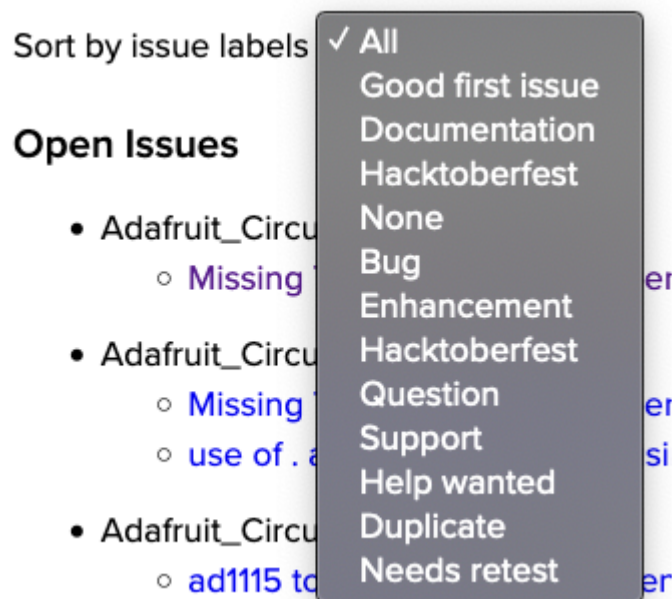 Sort by issue labels
✓ All
Good first issue
Documentation
Hacktoberfest
None
Bug
Enhancement
Hacktoberfest
Question
Support
Help wanted
Duplicate
Needs retest
Open Issues
Adafruit_Circu
Missing
Adafruit_Circu
Missing
use of .
Adafruit_Circu
ad1115 to